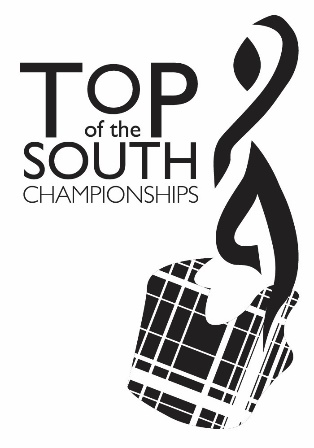 TOP
of the
SOUTH
CHAMPIONSHIPS